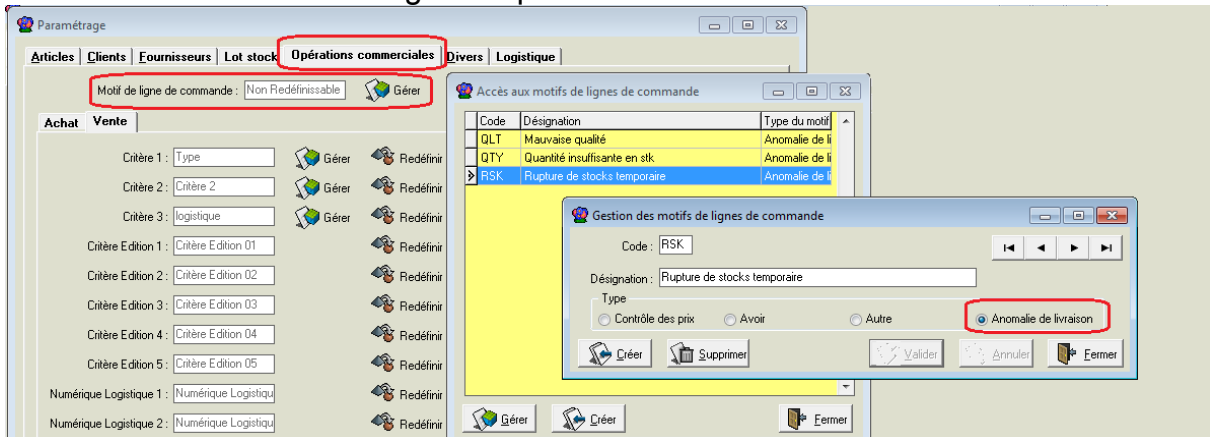 Paramétrage
Articles Clients Fournisseurs Lot stock Opérations commerciales Divers Logistique
Motif de ligne de commande : Non Redéfinissable Gérer
Achat Vente
Critère 1 : Type Gérer Redéfinir
Critère 2 : Critère 2 Gérer Redéfinir
Critère 3 : logistique Gérer Redéfinir
Critère Edition 1 : Critère Edition 01 Redéfinir
Critère Edition 2 : Critère Edition 02 Redéfinir
Critère Edition 3 : Critère Edition 03 Redéfinir
Critère Edition 4 : Critère Edition 04 Redéfinir
Critère Edition 5 : Critère Edition 05 Redéfinir
Numérique Logistique 1 : Numérique Logistiqu Redéfinir
Numérique Logistique 2 : Numérique Logistiqu Redéfinir
Accès aux motifs de lignes de commande
Code Désignation Type du motif
QLT Mauvaise qualité Anomalie de li
QTY Quantité insuffisante en stk Anomalie de li
RSK Rupture de stocks temporaire Anomalie de li
Gérer Créer Fermer
Gestion des motifs de lignes de commande
Code : RSK
Désignation : Rupture de stocks temporaire
Type
Contrôle des prix Avoir Autre Anomalie de livraison
Créer Supprimer Valider Annuler Fermer